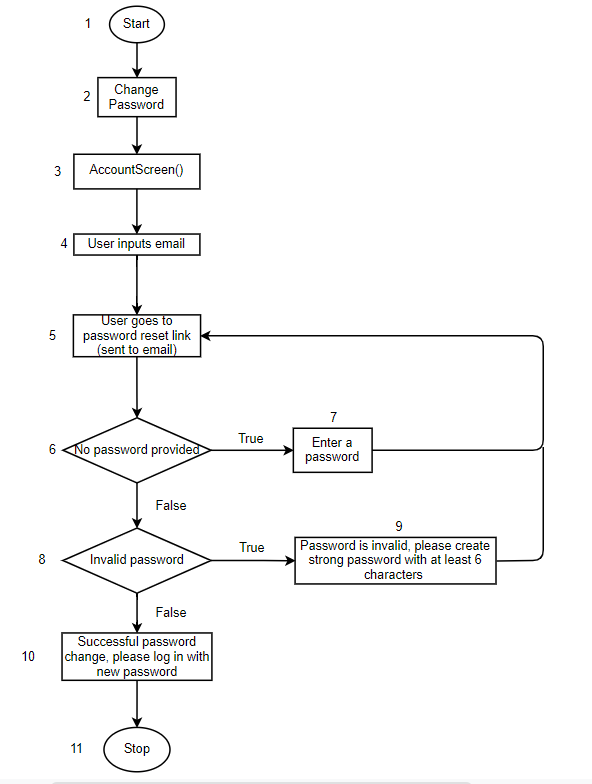 1
Start
2
Change
Password
3
AccountScreen()
4
User inputs email
5
User goes to
password reset link
(sent to email)
7
6
No password provided
True
Enter a
password
False
9
8
Invalid password
True
Password is invalid, please create
strong password with at least 6
characters
False
10
Successful password
change, please log in with
new password
11
Stop